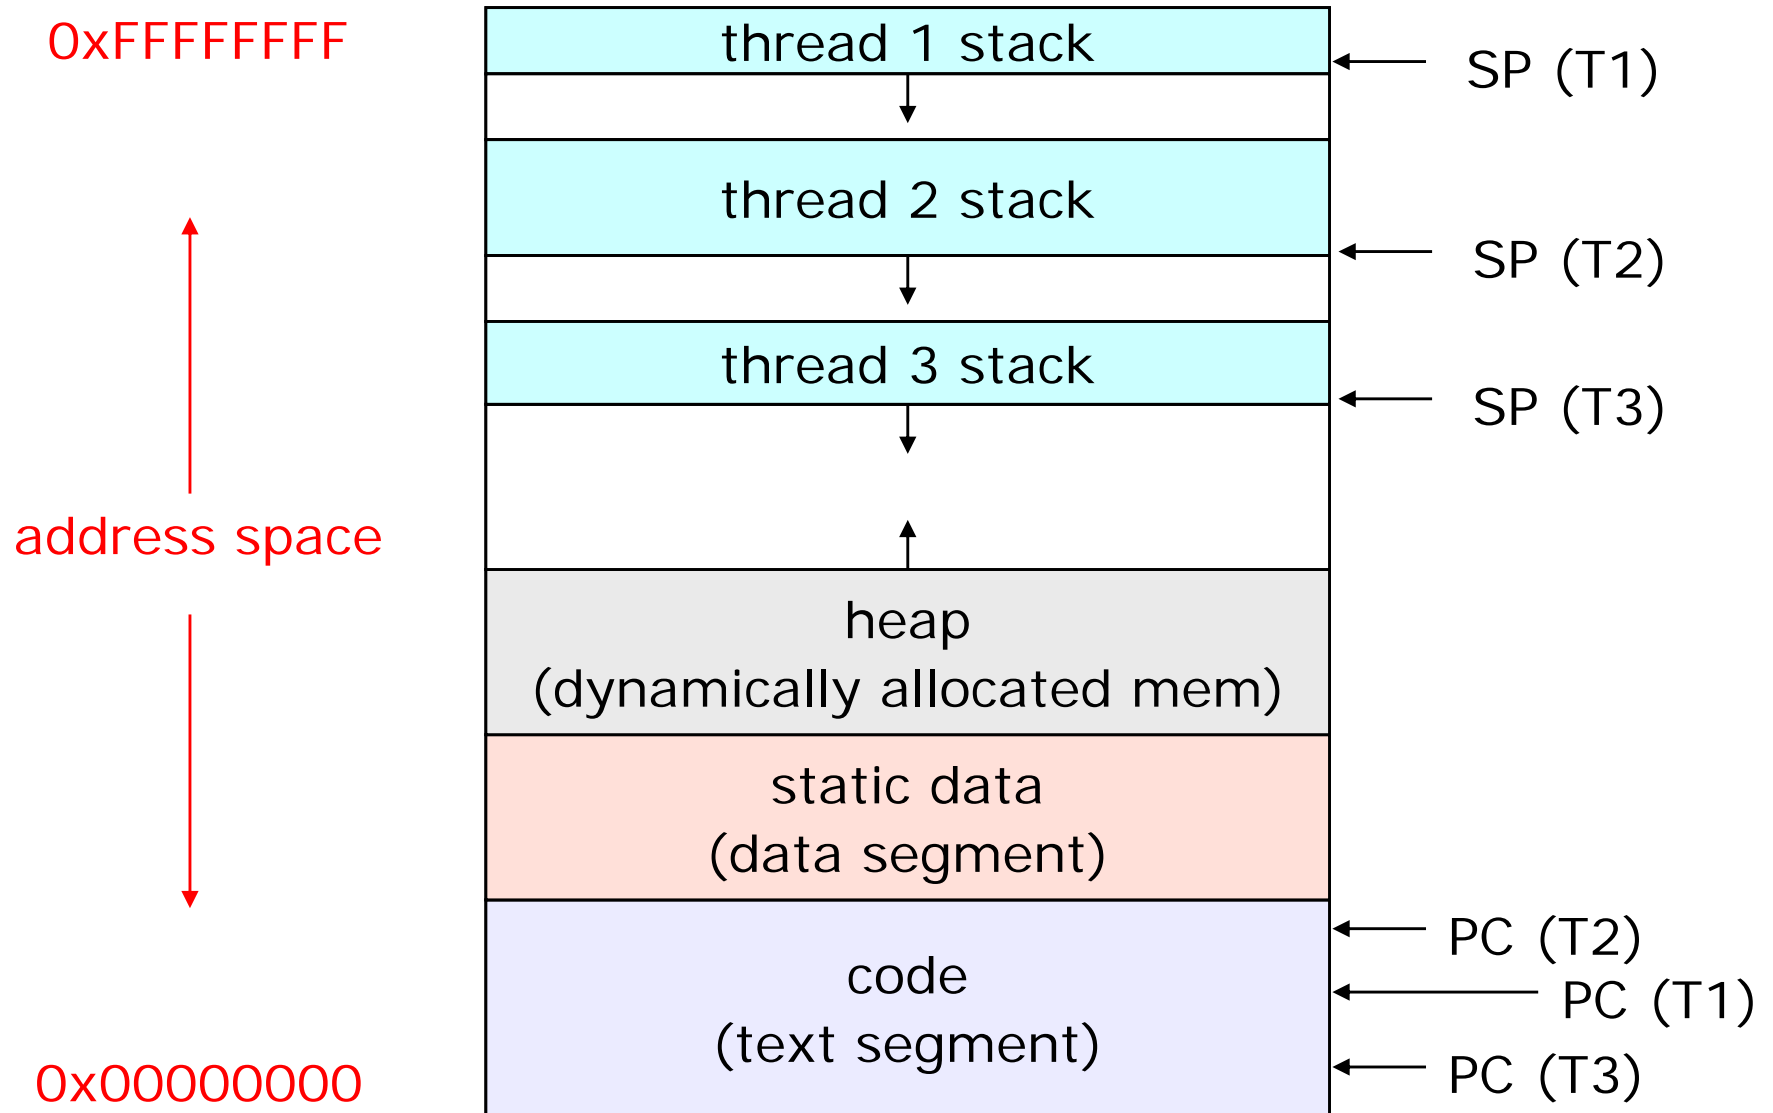 0xFFFFFFFF
thread 1 stack
SP (T1)
thread 2 stack
SP (T2)
thread 3 stack
SP (T3)
address space
heap
(dynamically allocated mem)
static data
(data segment)
code
(text segment)
PC (T2)
PC (T1)
PC (T3)
0x00000000